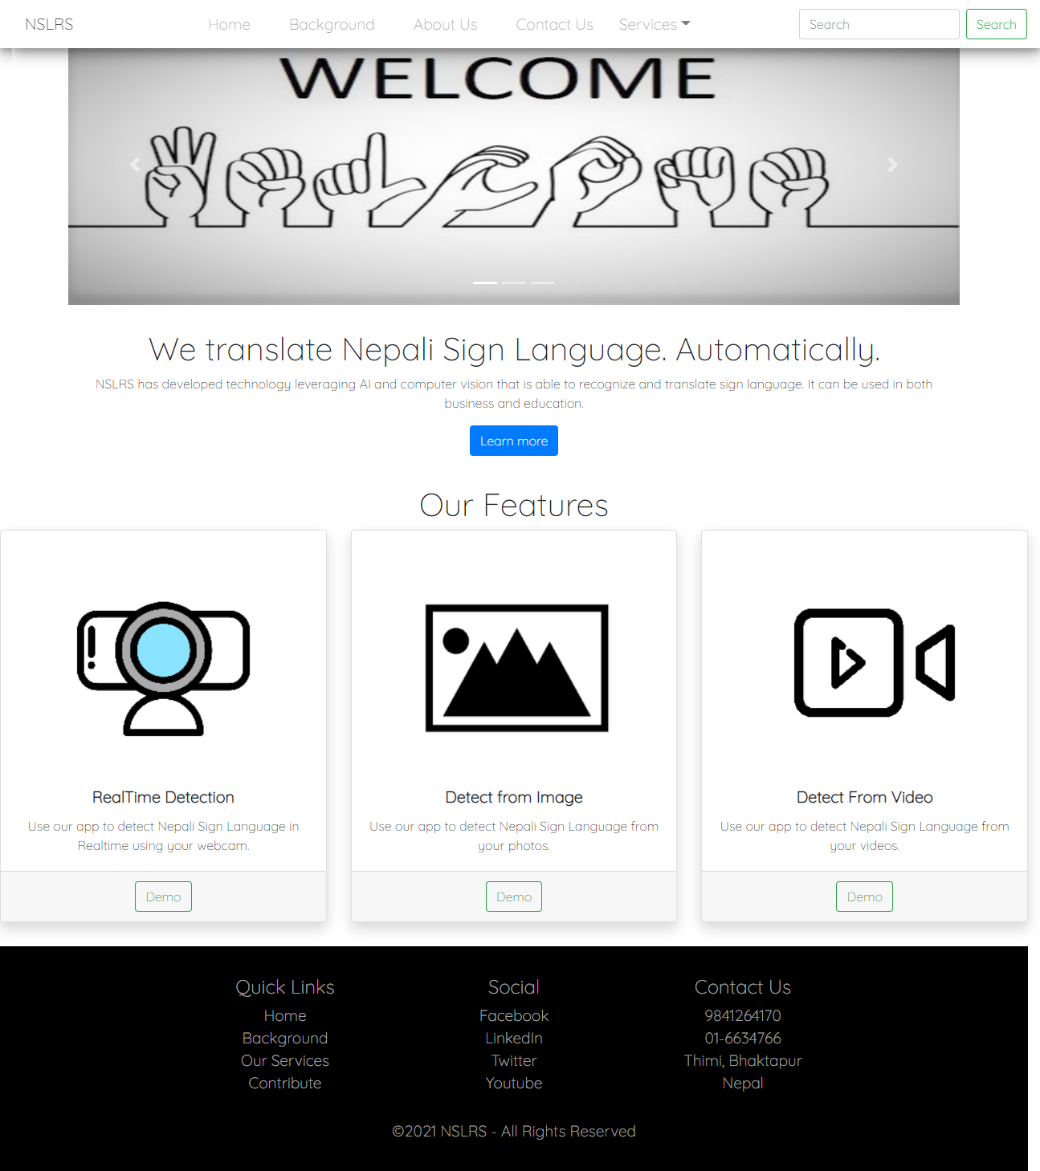 NSLRS Home Background About Us Contact Us Services Search Search
WELCOME
We translate Nepali Sign Language. Automatically.
NSLRS has developed technology leveraging AI and computer vision that is able to recognize and translate sign language. It can be used in both
business and education.
Learn more
Our Features
RealTime Detection
Use our app to detect Nepali Sign Language in
Realtime using your webcam.
Demo
Detect from Image
Use our app to detect Nepali Sign Language from
your photos.
Demo
Detect From Video
Use our app to detect Nepali Sign Language from
your videos.
Demo
Quick Links
Home
Background
Our Services
Contribute
Social
Facebook
LinkedIn
Twitter
Youtube
Contact Us
9841264170
01-6634766
Thimi, Bhaktapur
Nepal
©2021 NSLRS - All Rights Reserved